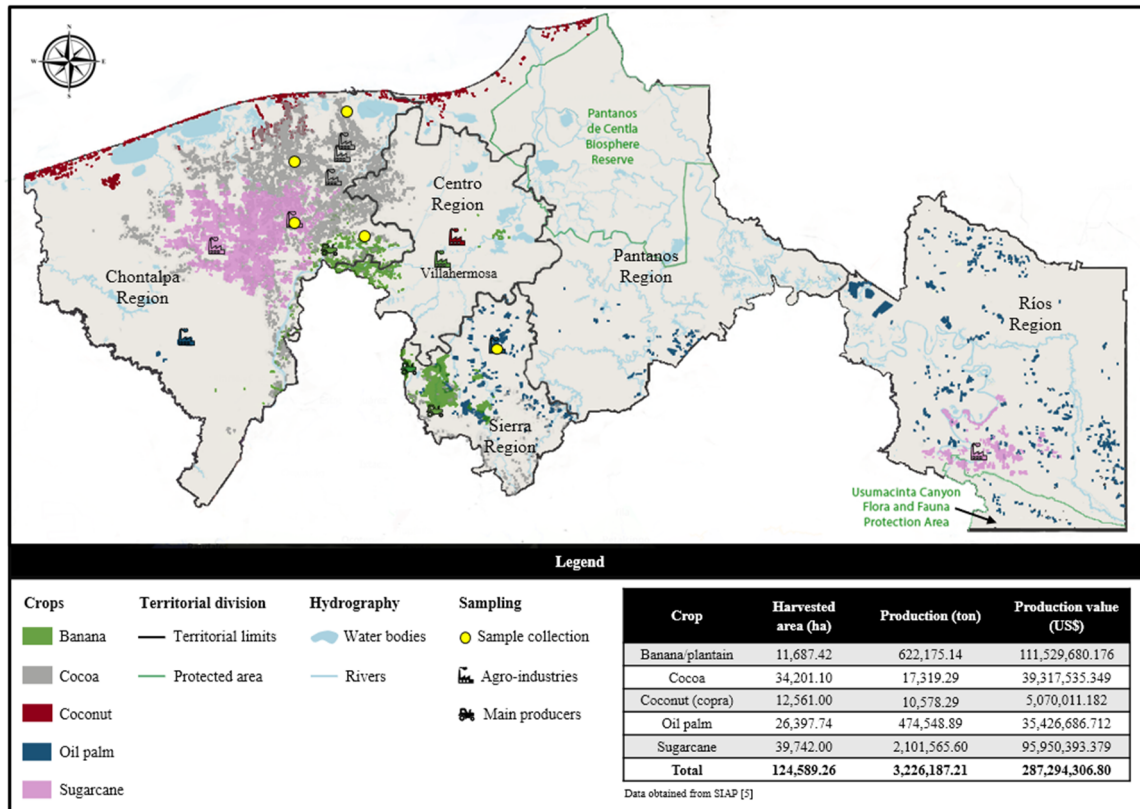 N
W
E
S
Pantanos
de Centla
Biosphere
Reserve
Centro
Region
Villahermosa
Chontalpa
Region
Pantanos
Region
Ríos
Region
Sierra
Region
Usumacinta Canyon
Flora and Fauna
Protection Area
Legend
Crops
Banana
Cocoa
Coconut
Oil palm
Sugarcane
Territorial division
Territorial limits
Protected area
Hydrography
Water bodies
Rivers
Sampling
Sample collection
Agro-industries
Main producers
Crop Harvested area (ha) Production (ton) Production value (US$)
Banana/plantain 11,687.42 622,175.14 111,529,680.176
Cocoa 34,201.10 17,319.29 39,317,535.349
Coconut (copra) 12,561.00 10,578.29 5,070,011.182
Oil palm 26,397.74 474,548.89 35,426,686.712
Sugarcane 39,742.00 2,101,565.60 95,950,393.379
Total 124,589.26 3,226,187.21 287,294,306.80
Data obtained from SIAP [5]